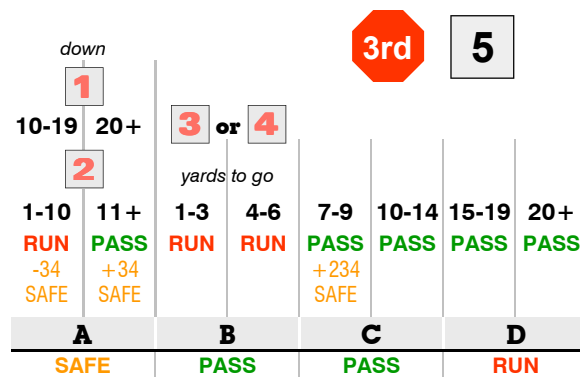 3rd 5
down
1
10-19 20+ 3 or 4
2 yards to go
1-10 11+ 1-3 4-6 7-9 10-14 15-19 20+
RUN PASS RUN RUN PASS PASS PASS PASS
-34 +34 +234
SAFE SAFE SAFE
A B C D
SAFE PASS PASS RUN